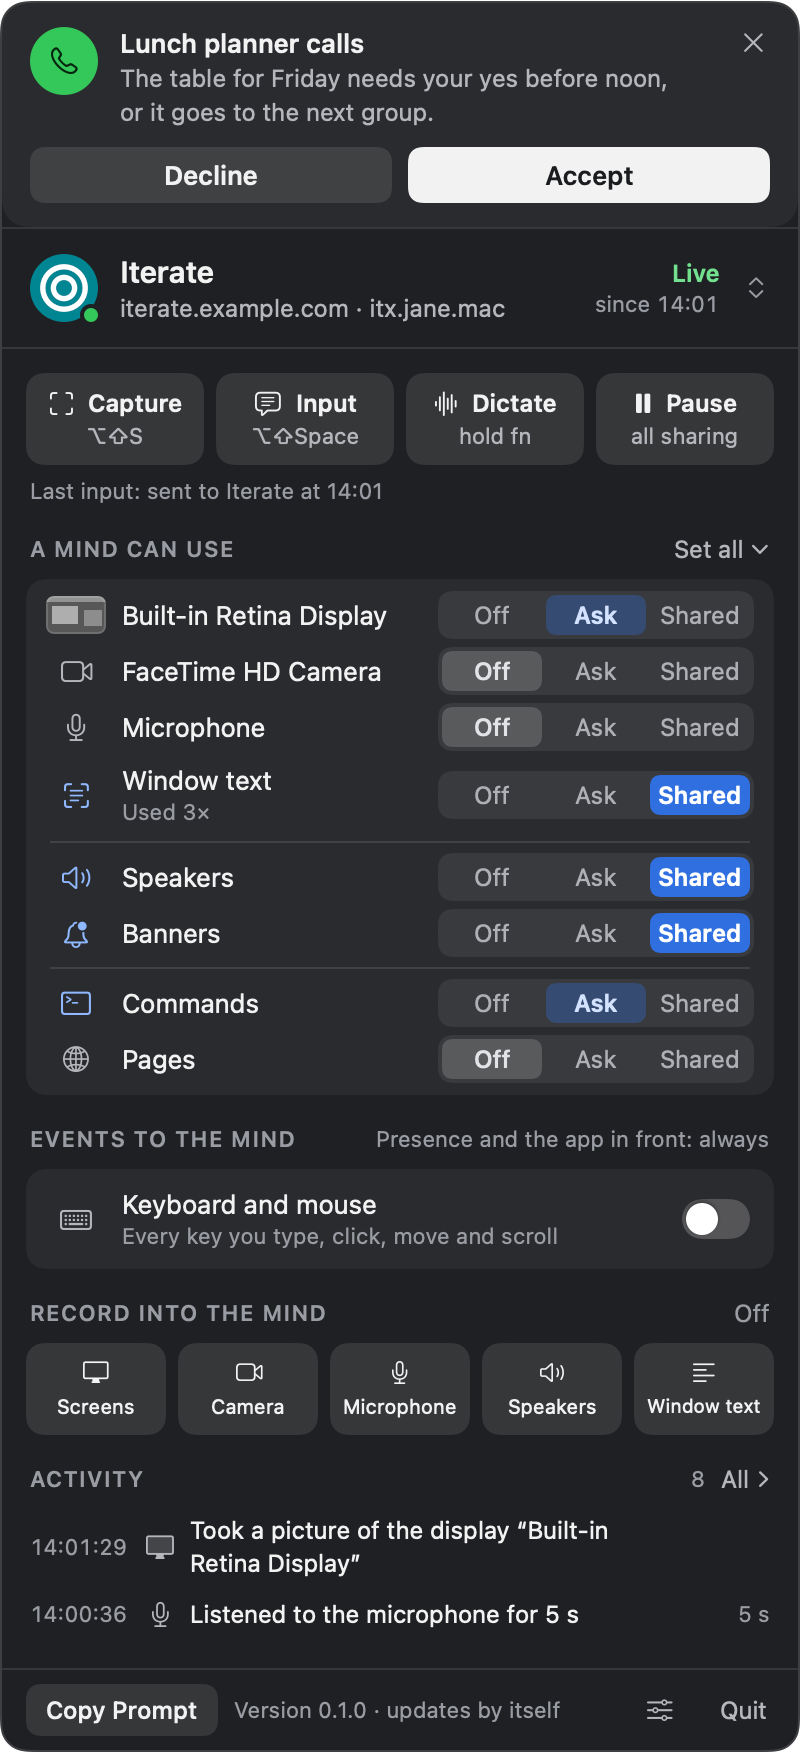 Lunch planner calls
The table for Friday needs your yes before noon,
or it goes to the next group.
Decline
Accept
Iterate
iterate.example.com · itx.jane.mac
Live
since 14:01
Capture
⌥⇧S
Input
⌥⇧Space
Dictate
hold fn
Pause
all sharing
Last input: sent to Iterate at 14:01
A MIND CAN USE
Set all
Built-in Retina Display
Off Ask Shared
FaceTime HD Camera
Off Ask Shared
Microphone
Off Ask Shared
Window text
Used 3×
Off Ask Shared
Speakers
Off Ask Shared
Banners
Off Ask Shared
Commands
Off Ask Shared
Pages
Off Ask Shared
EVENTS TO THE MIND
Presence and the app in front: always
Keyboard and mouse
Every key you type, click, move and scroll
RECORD INTO THE MIND
Off
Screens
Camera
Microphone
Speakers
Window text
ACTIVITY
8 All
14:01:29
Took a picture of the display “Built-in
Retina Display”
14:00:36
Listened to the microphone for 5 s
5 s
Copy Prompt
Version 0.1.0 · updates by itself
Quit